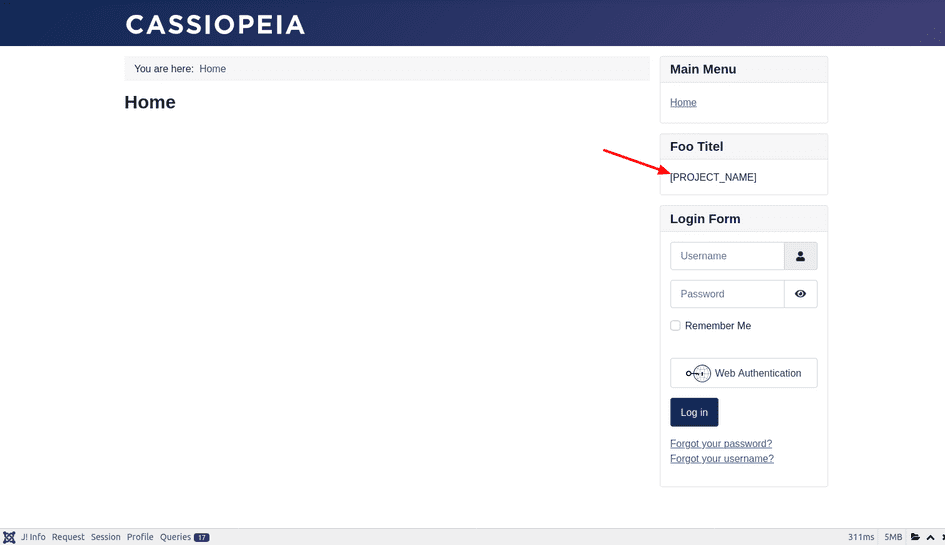 CASSIOPEIA
You are here: Home
Home
Main Menu
Home
Foo Titel
[PROJECT_NAME]
Login Form
Username
Password
Remember Me
Web Authentication
Log in
Forgot your password?
Forgot your username?
J! Info Request Session Profile Queries 17 311ms 5MB